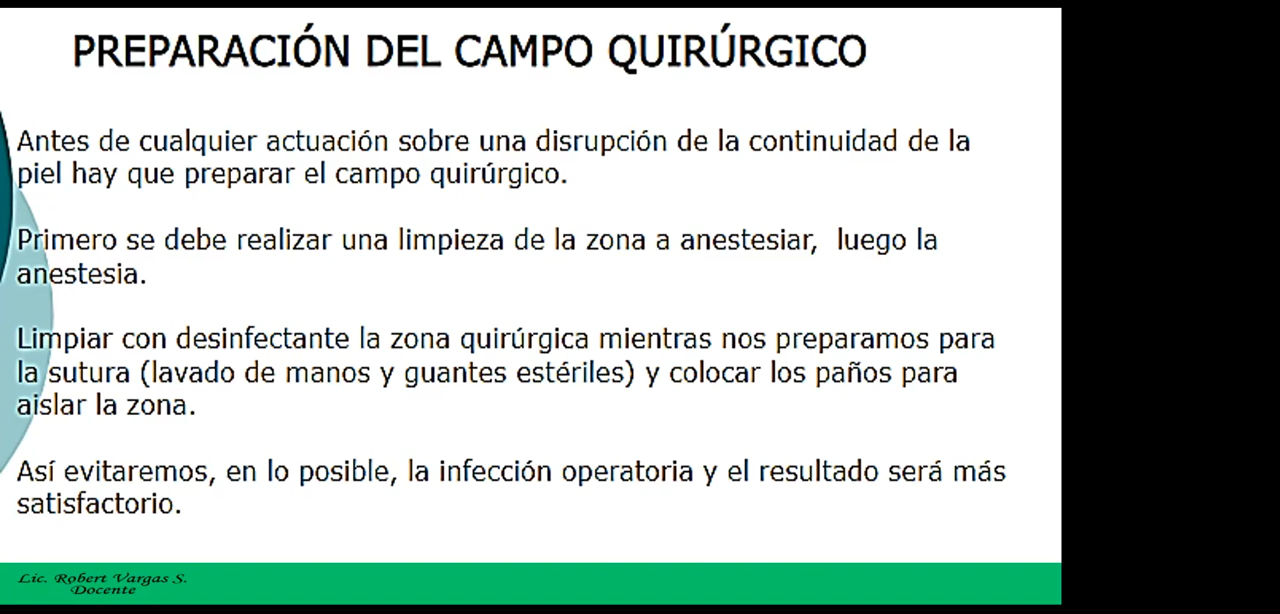 PREPARACIÓN DEL CAMPO QUIRÚRGICO
Antes de cualquier actuación sobre una disrupción de la continuidad de la
piel hay que preparar el campo quirúrgico.
Primero se debe realizar una limpieza de la zona a anestesiar, luego la
anestesia.
Limpiar con desinfectante la zona quirúrgica mientras nos preparamos para
la sutura (lavado de manos y guantes estériles) y colocar los paños para
aislar la zona.
Así evitaremos, en lo posible, la infección operatoria y el resultado será más
satisfactorio.
Lic. Robert Vargas S.
Docente